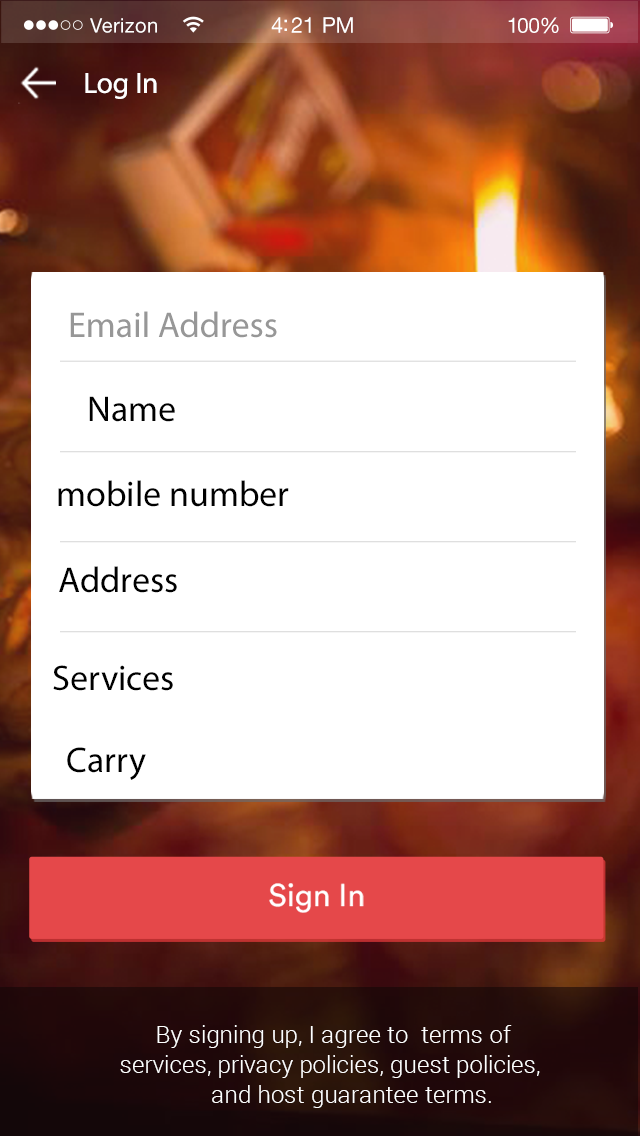 Verizon 4:21 PM 100%
Log In
Email Address
Name
mobile number
Address
Services
Carry
Sign In
By signing up, I agree to terms of
services, privacy policies, guest policies,
and host guarantee terms.